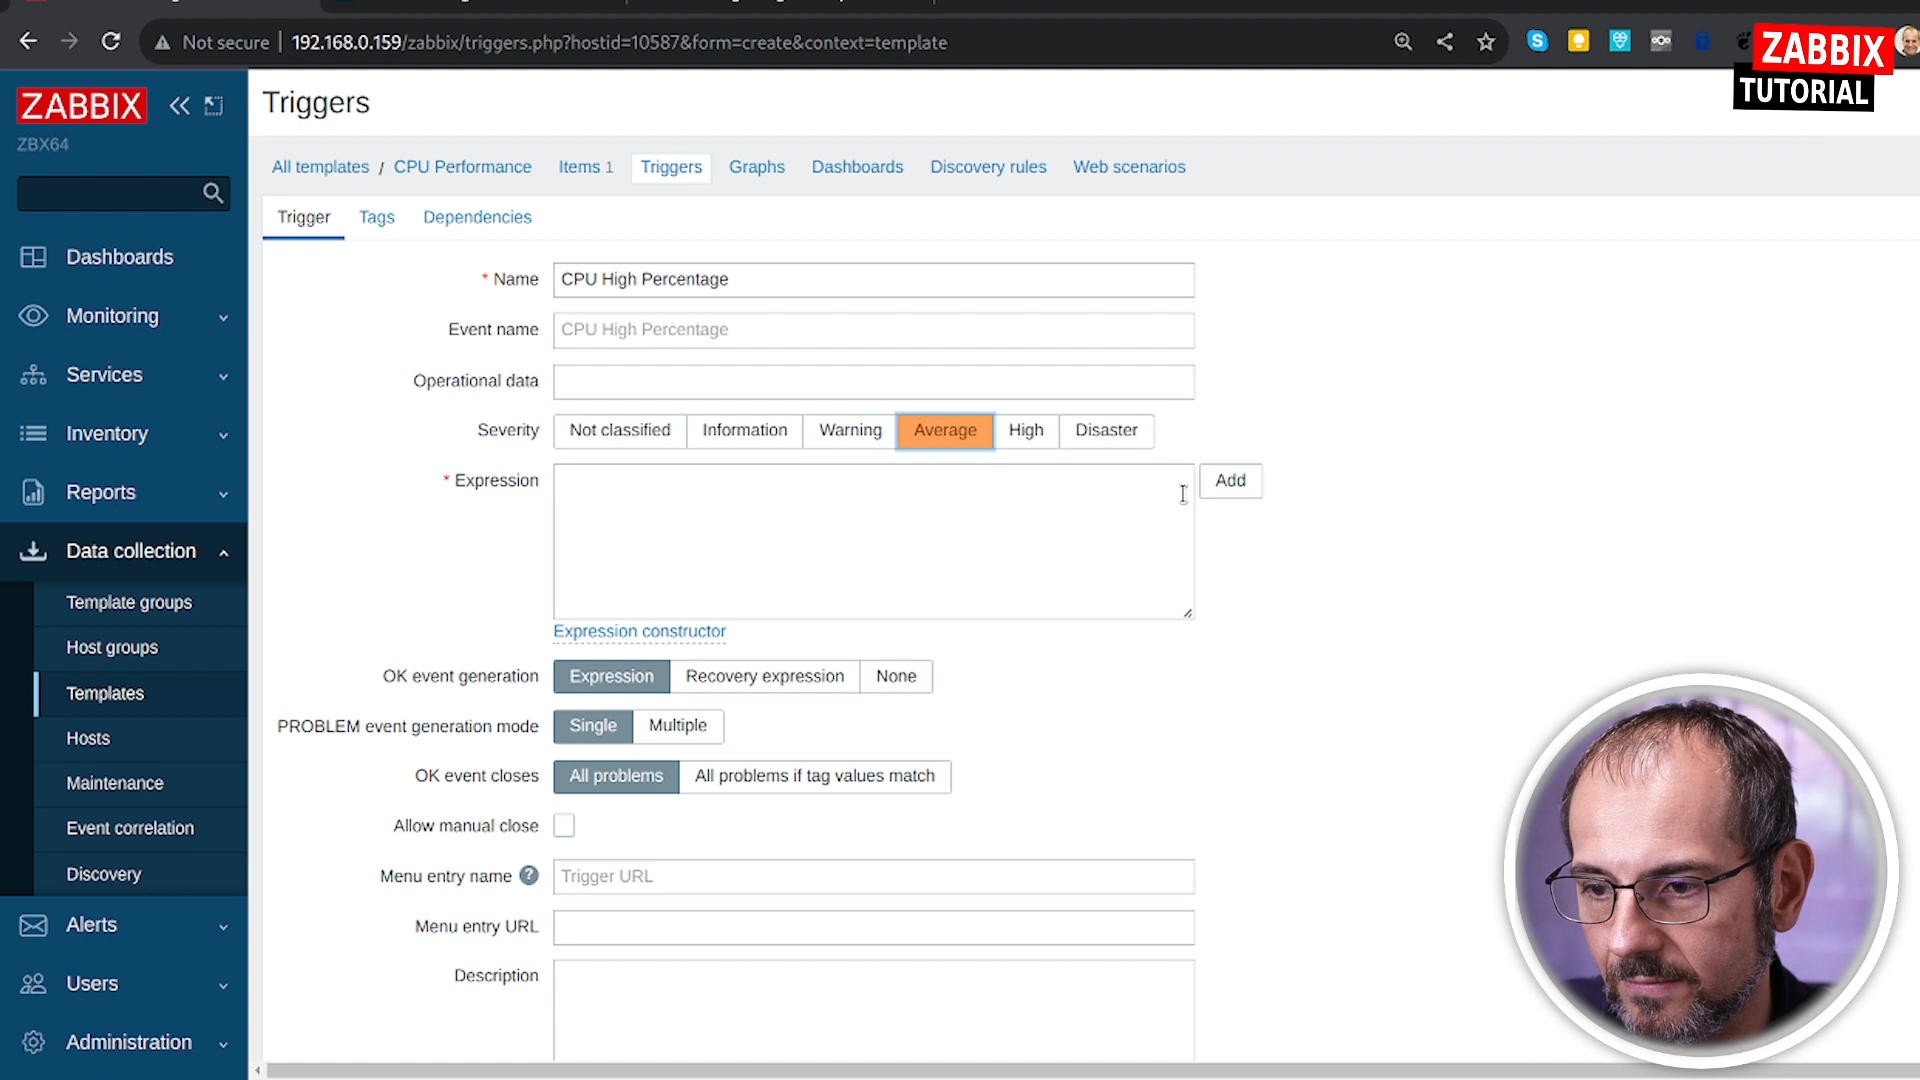 Not secure
192.168.0.159/zabbix/triggers.php?hostid=10587&form=create&context=template
ZABBIX
TUTORIAL
ZABBIX
ZBX64
Dashboards
Monitoring
Services
Inventory
Reports
Data collection
Template groups
Host groups
Templates
Hosts
Maintenance
Event correlation
Discovery
Alerts
Users
Administration
Triggers
All templates / CPU Performance Items 1 Triggers Graphs Dashboards Discovery rules Web scenarios
Trigger Tags Dependencies
* Name CPU High Percentage
Event name CPU High Percentage
Operational data
Severity Not classified Information Warning Average High Disaster
* Expression Add
Expression constructor
OK event generation Expression Recovery expression None
PROBLEM event generation mode Single Multiple
OK event closes All problems All problems if tag values match
Allow manual close
Menu entry name ? Trigger URL
Menu entry URL
Description